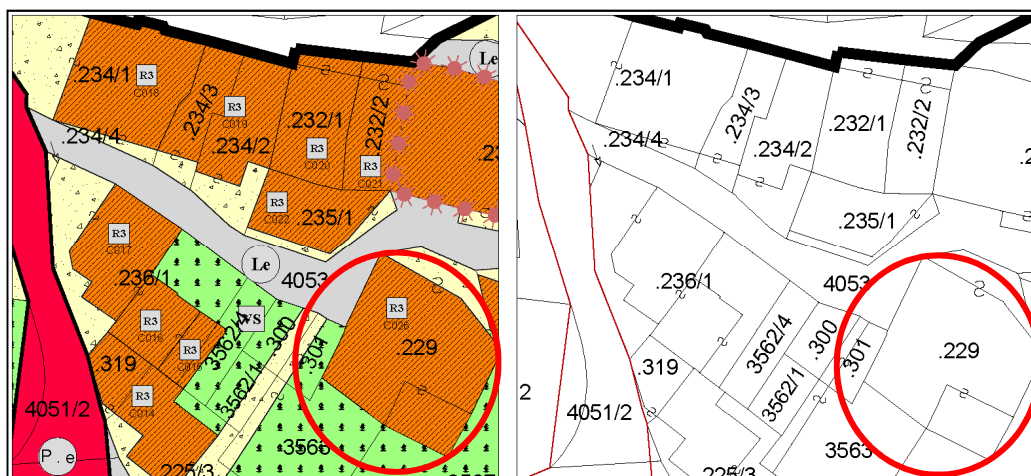 Le
.234/1
R3
C018
.234/3
R3
C019
.232/1
.232/2
.234/4
.234/2
R3
C020
R3
C021
.23
R3
C022
.235/1
R3
C017
Le
4053
.236/1
R3
C026
R3
C016
VS
.300
3562/4
R3
.301
.229
.319
3562/1
R3
C014
4051/2
3563
P.e
225/3
.234/1
.234/3
.232/1
.232/2
.234/4
.234/2
.2
.235/1
4053
.236/1
3562/4
.300
.301
.229
.319
3562/1
2
4051/2
3563
225/3